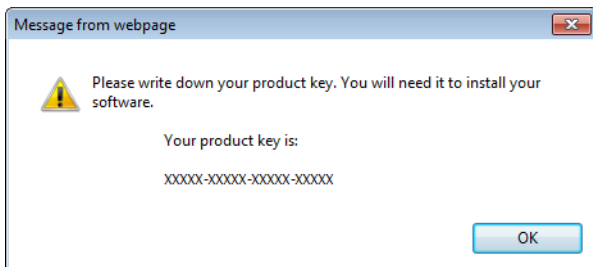 Message from webpage
Please write down your product key. You will need it to install your
software.
Your product key is:
XXXXX-XXXXX-XXXXX-XXXXX
OK